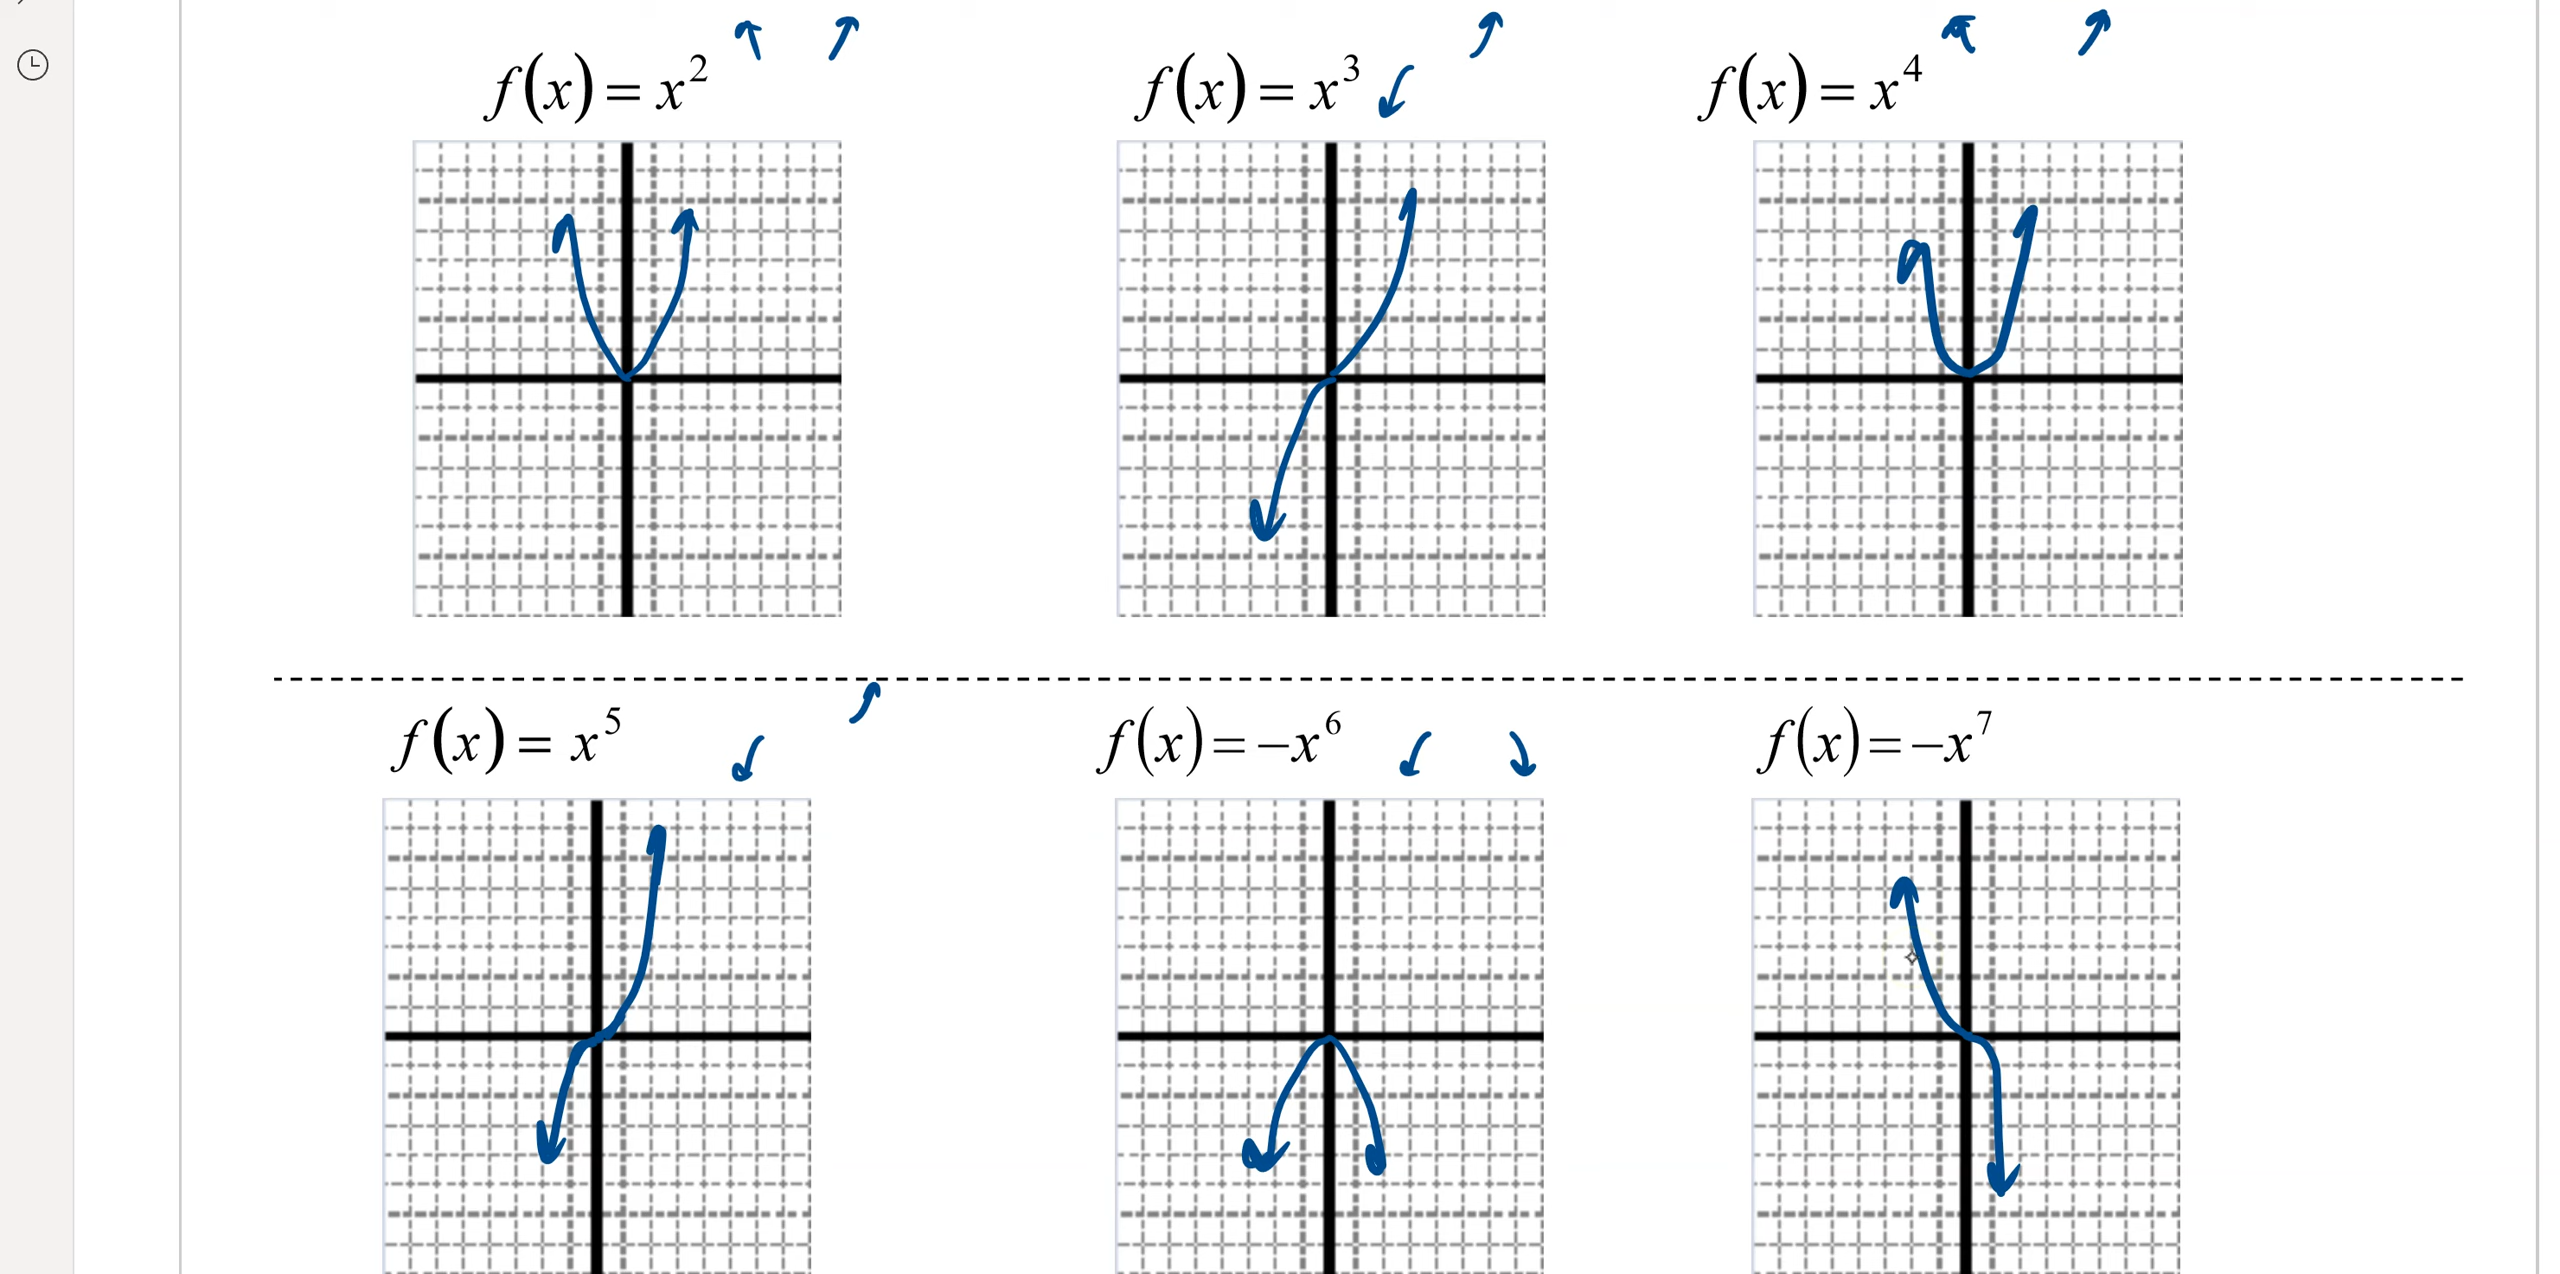 f(x) = x²
f(x) = x³
f(x) = x⁴
f(x) = x⁵
f(x) = −x⁶
f(x) = −x⁷